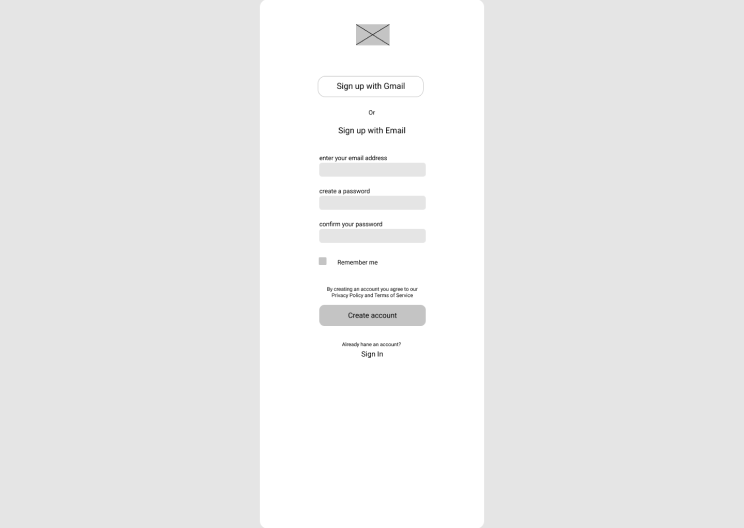 Sign up with Gmail
Or
Sign up with Email
enter your email address
create a password
confirm your password
Remember me
By creating an account you agree to our
Privacy Policy and Terms of Service
Create account
Already hane an account?
Sign In